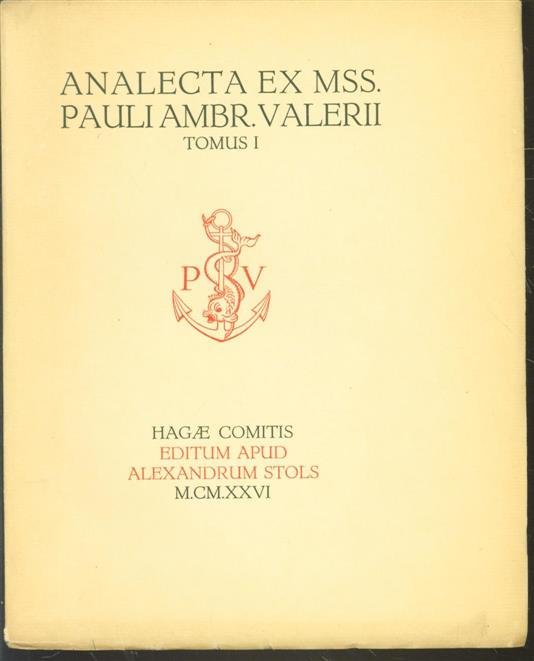 ANALECTA EX MSS.
PAULI AMBR. VALERII
TOMUS I
P V
HAGÆ COMITIS
EDITUM APUD
ALEXANDRUM STOLS
M.CM.XXVI